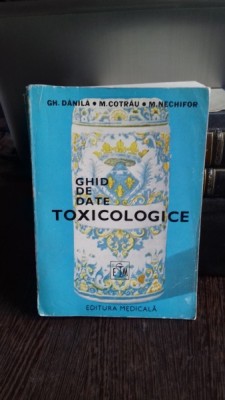 GH. DĂNILĂ • M. COTRĂU • M. NECHIFOR
GHID
DE
DATE
TOXICOLOGICE
EDITURA MEDICALĂ